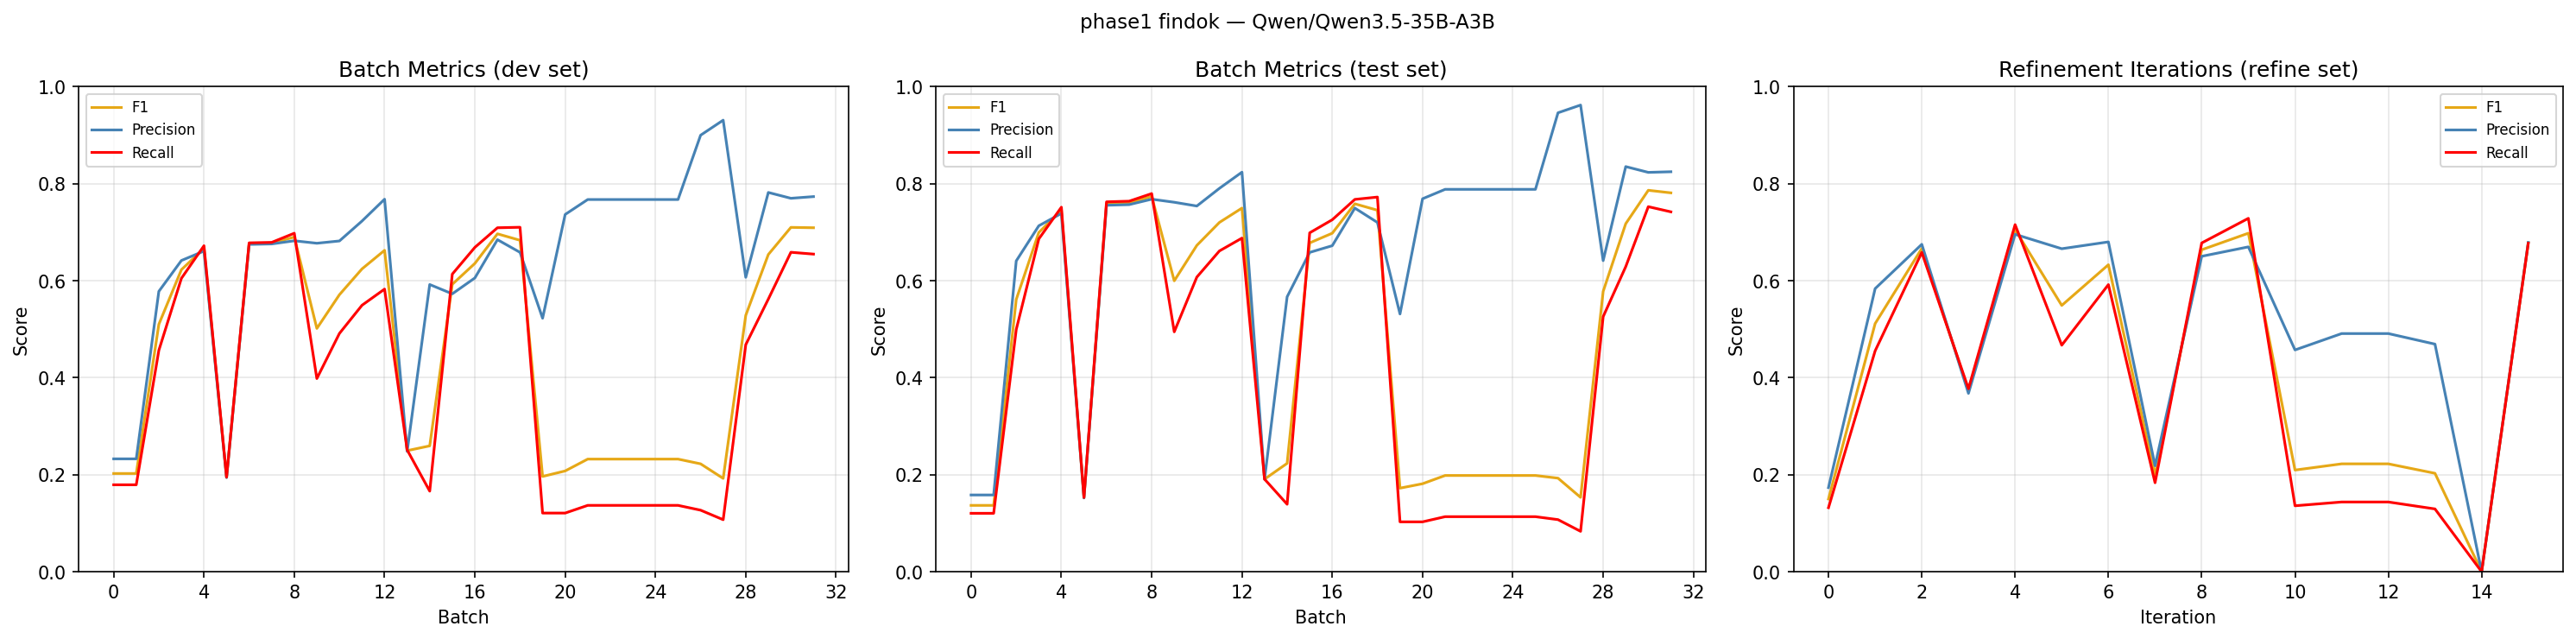 phase1 findok — Qwen/Qwen3.5-35B-A3B
Batch Metrics (dev set)
1.0
0.8
0.6
0.4
0.2
0.0
Score
F1
Precision
Recall
0 4 8 12 16 20 24 28 32
Batch
Batch Metrics (test set)
1.0
0.8
0.6
0.4
0.2
0.0
Score
F1
Precision
Recall
0 4 8 12 16 20 24 28 32
Batch
Refinement Iterations (refine set)
1.0
0.8
0.6
0.4
0.2
0.0
Score
F1
Precision
Recall
0 2 4 6 8 10 12 14
Iteration